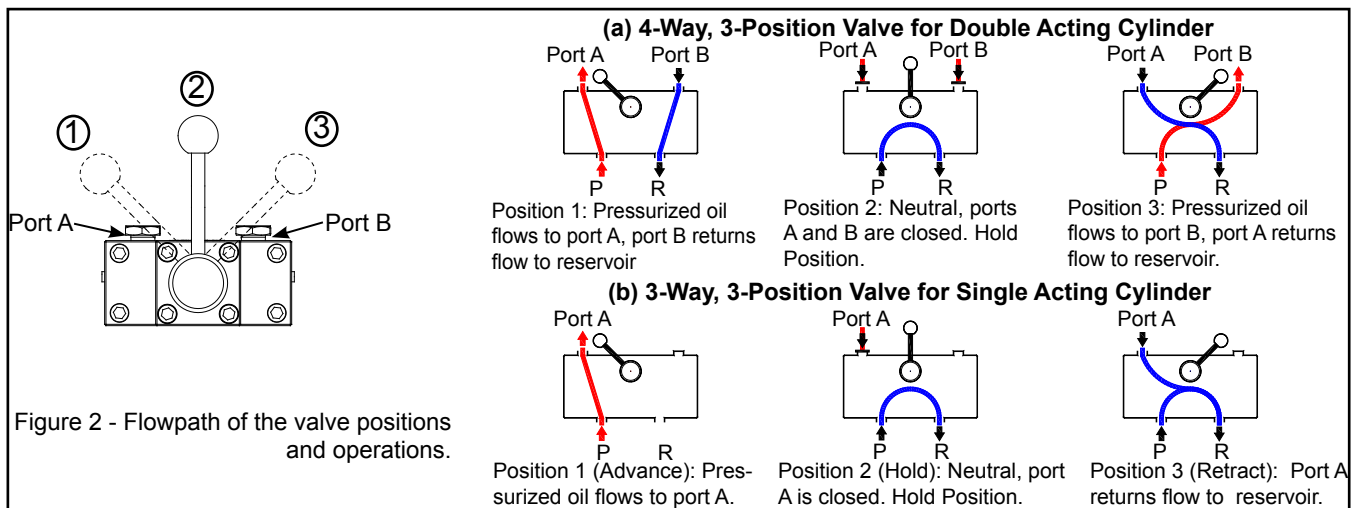 (a) 4-Way, 3-Position Valve for Double Acting Cylinder
①
②
③
Port A
Port B
Figure 2 - Flowpath of the valve positions
and operations.
Port A
Port B
P
R
Position 1: Pressurized oil
flows to port A, port B returns
flow to reservoir
Port A
Port B
P
R
Position 2: Neutral, ports
A and B are closed. Hold
Position.
Port A
Port B
P
R
Position 3: Pressurized oil
flows to port B, port A returns
flow to reservoir.
(b) 3-Way, 3-Position Valve for Single Acting Cylinder
Port A
P
R
Position 1 (Advance): Pres-
surized oil flows to port A.
Port A
P
R
Position 2 (Hold): Neutral, port
A is closed. Hold Position.
Port A
P
R
Position 3 (Retract): Port A
returns flow to reservoir.